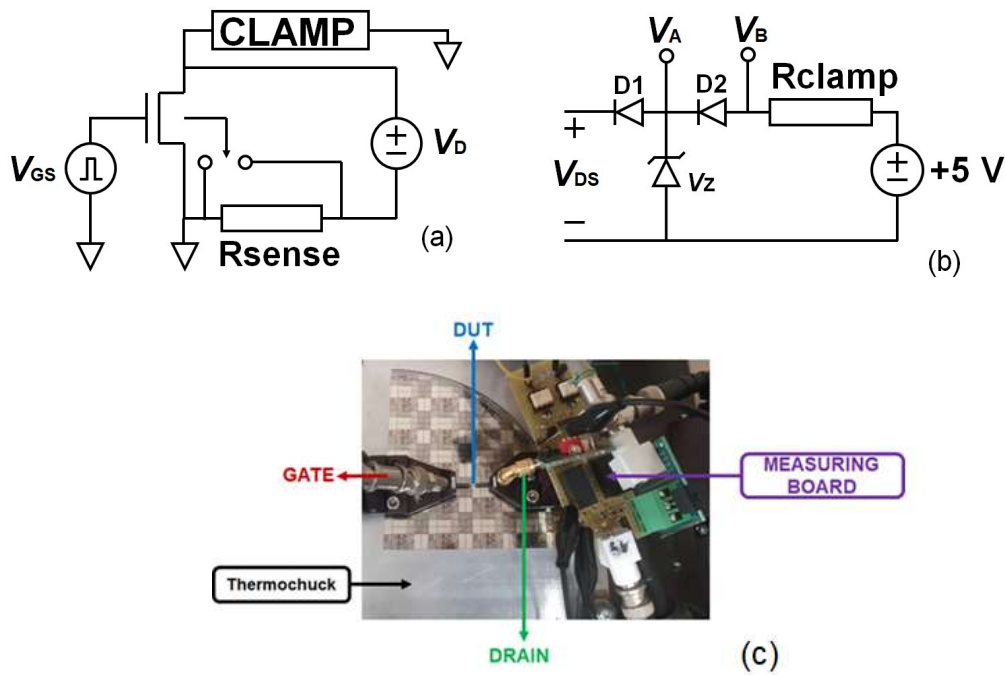 CLAMP
VGS
VD
Rsense
(a)
VA
VB
D1
D2
Rclamp
+
VDS
−
VZ
+5 V
(b)
DUT
GATE
MEASURING
BOARD
Thermochuck
DRAIN
(c)